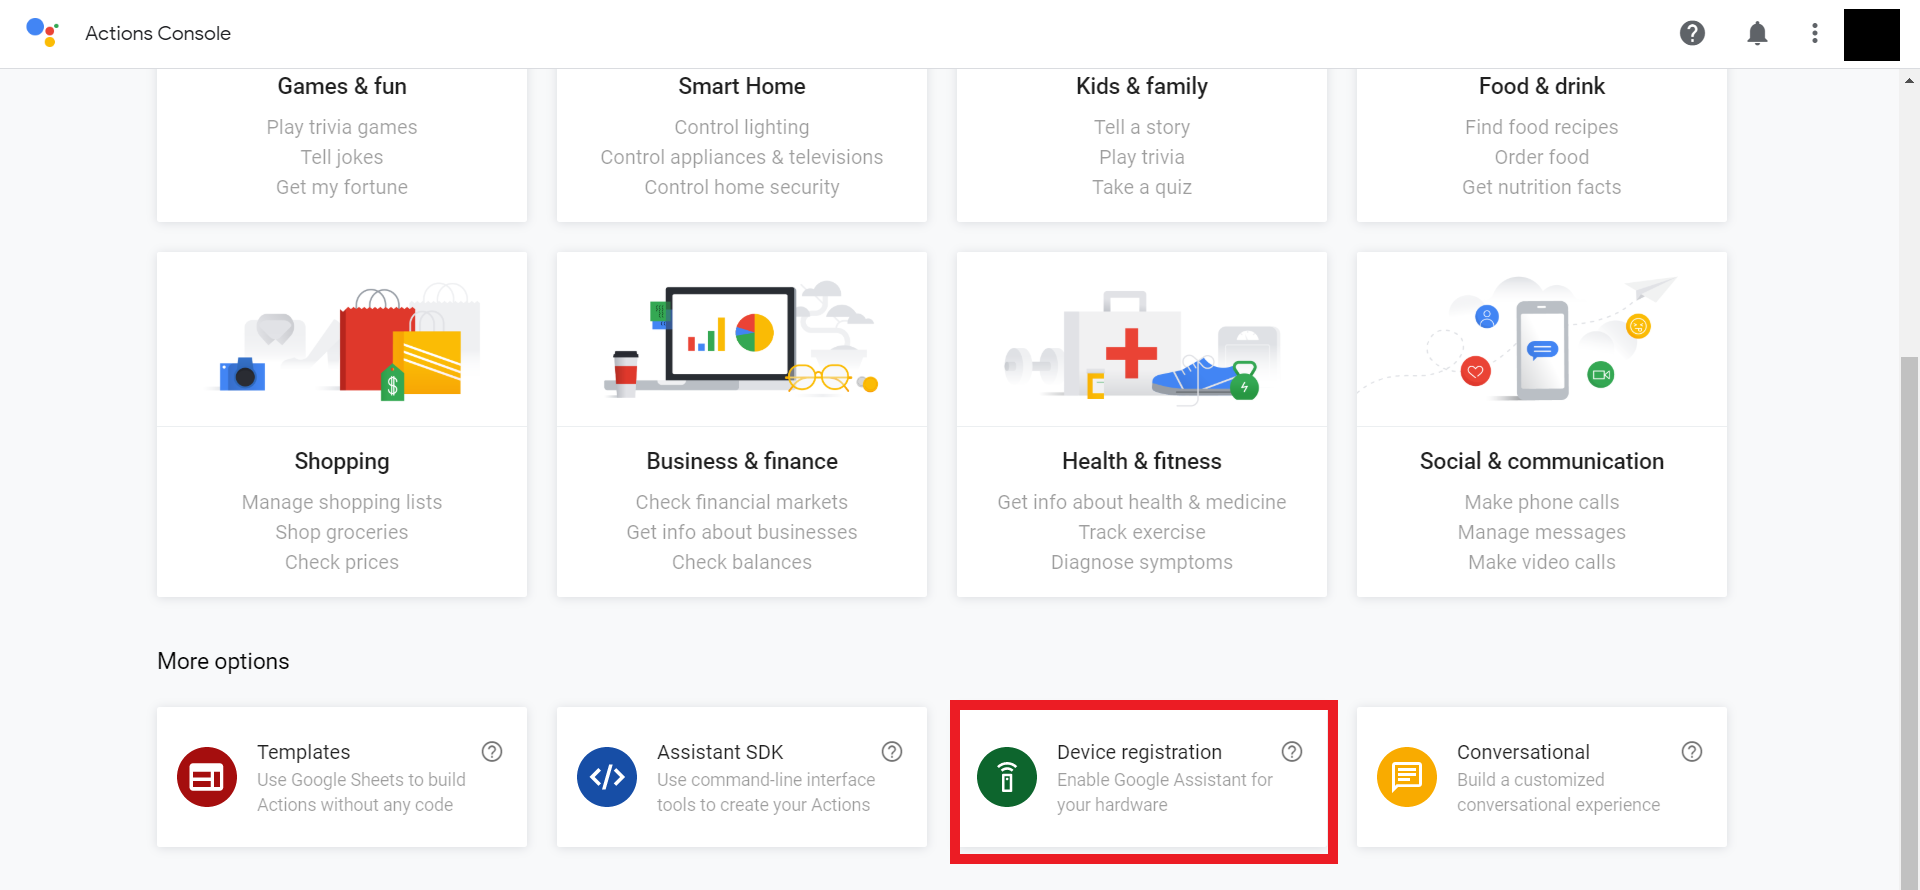 Actions Console
Games & fun
Play trivia games
Tell jokes
Get my fortune
Smart Home
Control lighting
Control appliances & televisions
Control home security
Kids & family
Tell a story
Play trivia
Take a quiz
Food & drink
Find food recipes
Order food
Get nutrition facts
Shopping
Manage shopping lists
Shop groceries
Check prices
Business & finance
Check financial markets
Get info about businesses
Check balances
Health & fitness
Get info about health & medicine
Track exercise
Diagnose symptoms
Social & communication
Make phone calls
Manage messages
Make video calls
More options
Templates
Use Google Sheets to build
Actions without any code
Assistant SDK
Use command-line interface
tools to create your Actions
Device registration
Enable Google Assistant for
your hardware
Conversational
Build a customized
conversational experience